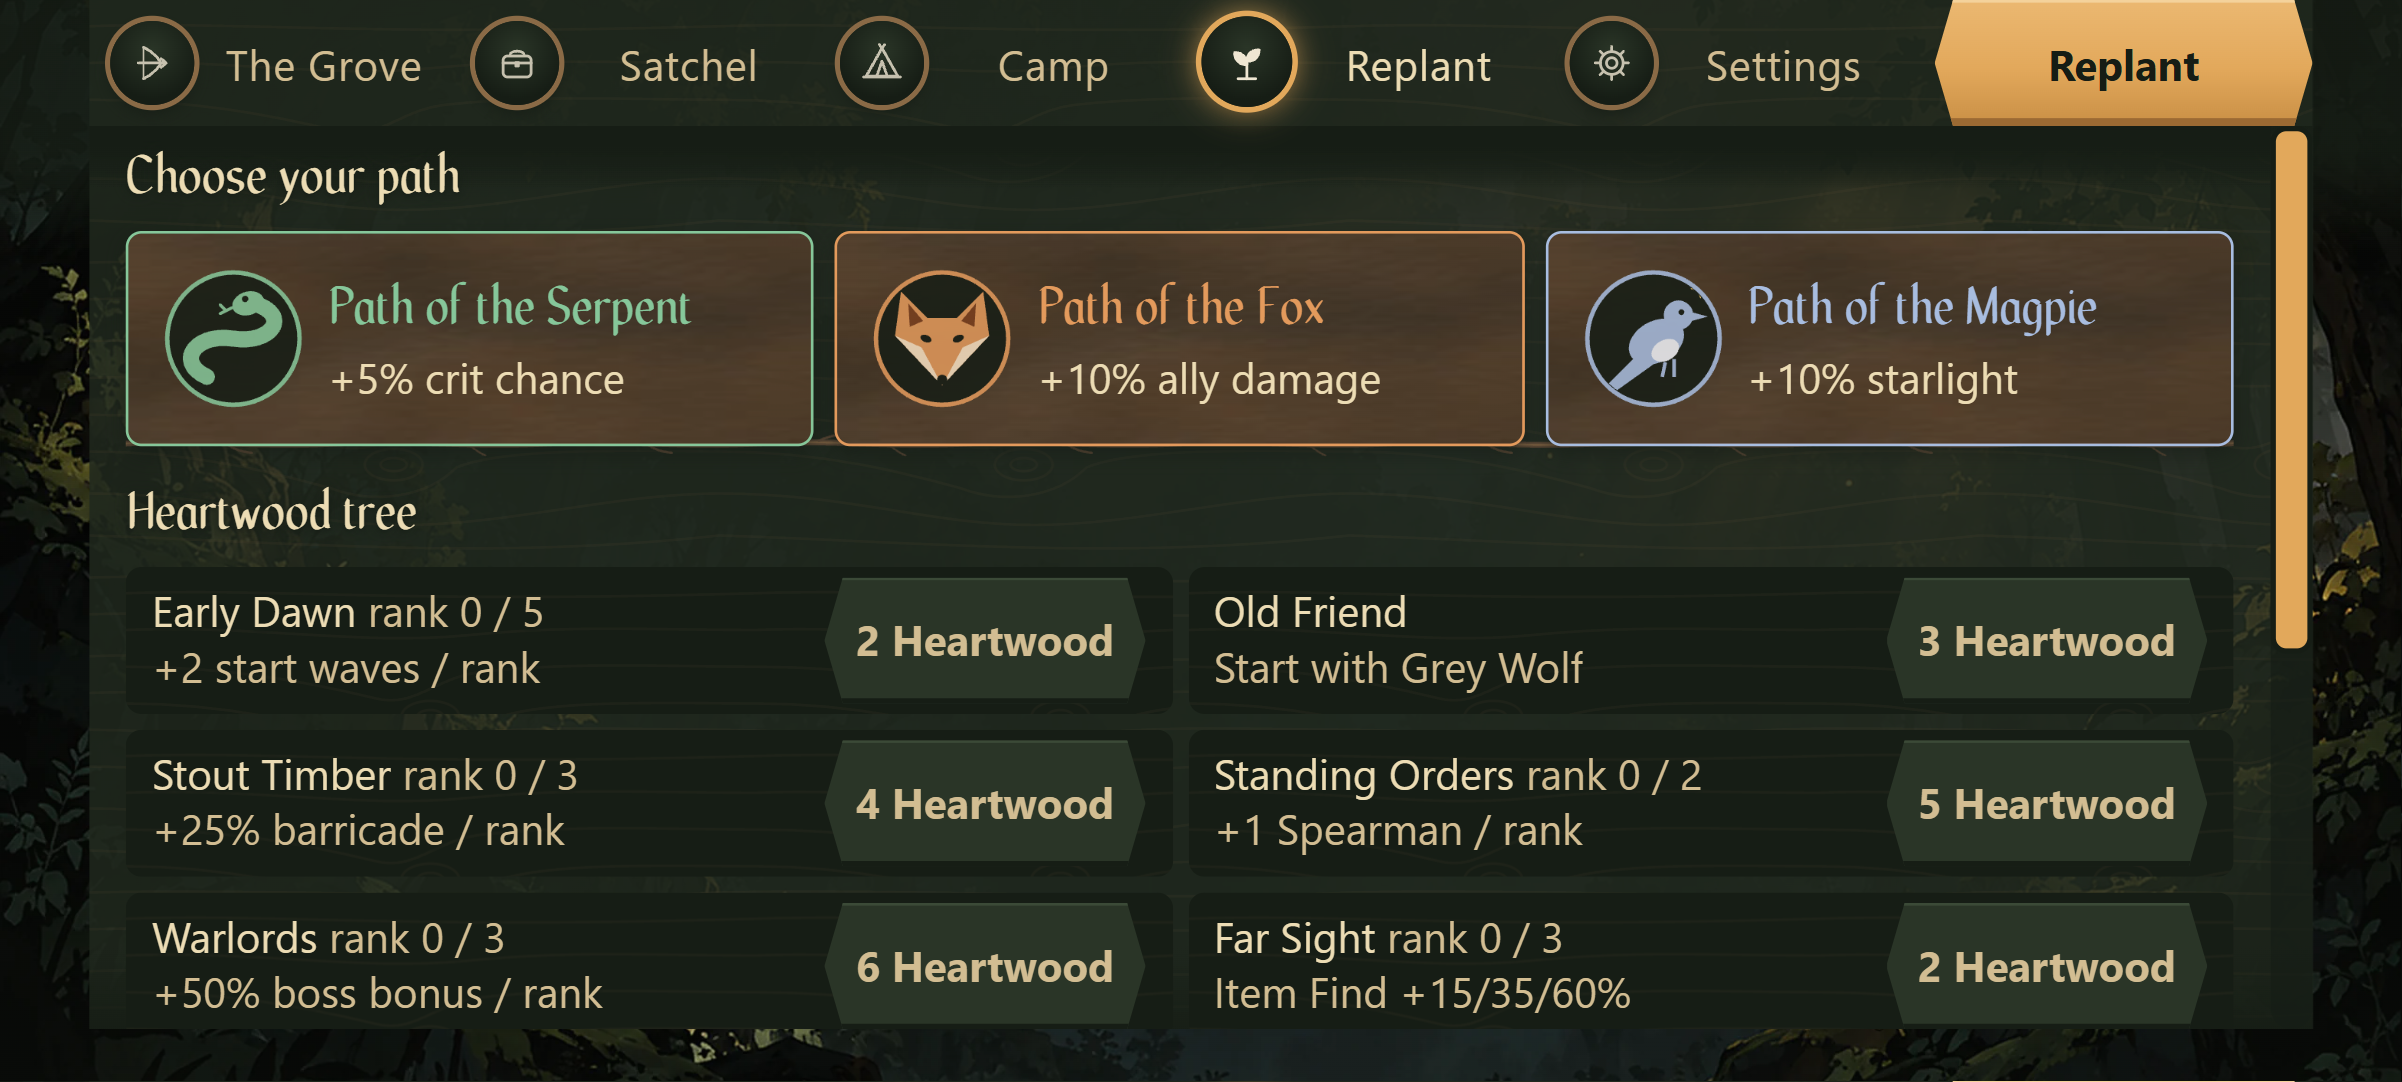 The Grove
Satchel
Camp
Replant
Settings
Replant
Choose your path
Path of the Serpent
+5% crit chance
Path of the Fox
+10% ally damage
Path of the Magpie
+10% starlight
Heartwood tree
Early Dawn rank 0 / 5
+2 start waves / rank
2 Heartwood
Old Friend
Start with Grey Wolf
3 Heartwood
Stout Timber rank 0 / 3
+25% barricade / rank
4 Heartwood
Standing Orders rank 0 / 2
+1 Spearman / rank
5 Heartwood
Warlords rank 0 / 3
+50% boss bonus / rank
6 Heartwood
Far Sight rank 0 / 3
Item Find +15/35/60%
2 Heartwood